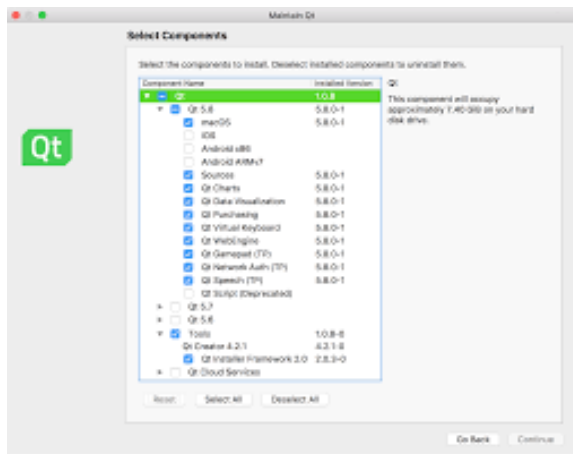 Maintain Qt
Select Components
Qt
Select the components to install. Deselect installed components to uninstall them.
Component Name Installed Version
Qt 1.0.8
Qt 5.8 5.8.0-1
macOS 5.8.0-1
iOS
Android x86
Android ARMv7
Sources 5.8.0-1
Qt Charts 5.8.0-1
Qt Data Visualization 5.8.0-1
Qt Purchasing 5.8.0-1
Qt Virtual Keyboard 5.8.0-1
Qt WebEngine 5.8.0-1
Qt Gamepad (TP) 5.8.0-1
Qt Network Auth (TP) 5.8.0-1
Qt Speech (TP) 5.8.0-1
Qt Script (Deprecated)
Qt 5.7
Qt 5.6
Tools 1.0.8-0
Qt Creator 4.2.1 4.2.1-0
Qt Installer Framework 2.0 2.0.3-0
Qt Cloud Services
Qt
This component will occupy
approximately 7.40 GiB on your hard
disk drive.
Reset Select All Deselect All
Go Back Continue